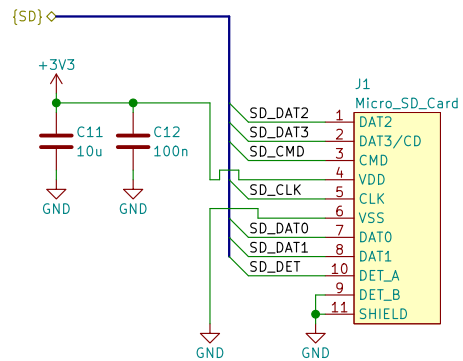 {SD}
+3V3
C11
10u
C12
100n
GND
GND
J1
Micro_SD_Card
SD_DAT2 1 DAT2
SD_DAT3 2 DAT3/CD
SD_CMD 3 CMD
4 VDD
SD_CLK 5 CLK
6 VSS
SD_DAT0 7 DAT0
SD_DAT1 8 DAT1
SD_DET 10 DET_A
9 DET_B
11 SHIELD
GND
GND